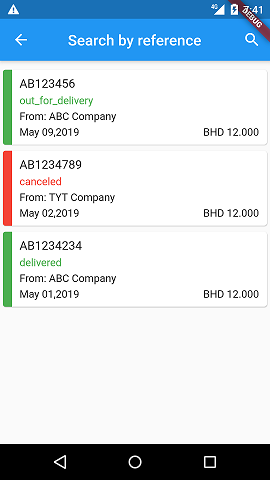 4G 7:41
DEBUG
Search by reference
AB123456
out_for_delivery
From: ABC Company
May 09,2019 BHD 12.000
AB1234789
canceled
From: TYT Company
May 02,2019 BHD 12.000
AB1234234
delivered
From: ABC Company
May 01,2019 BHD 12.000